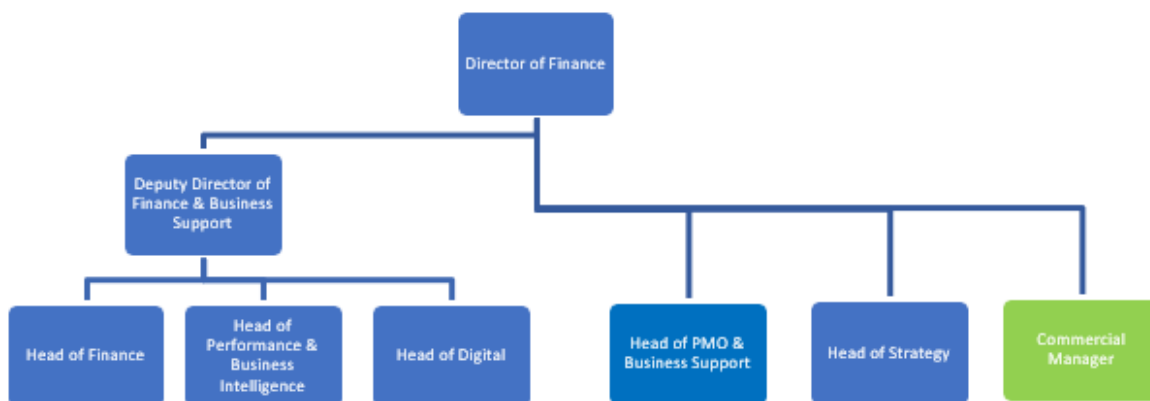 Director of Finance
Deputy Director of
Finance & Business
Support
Head of Finance
Head of
Performance &
Business
Intelligence
Head of Digital
Head of PMO &
Business Support
Head of Strategy
Commercial
Manager